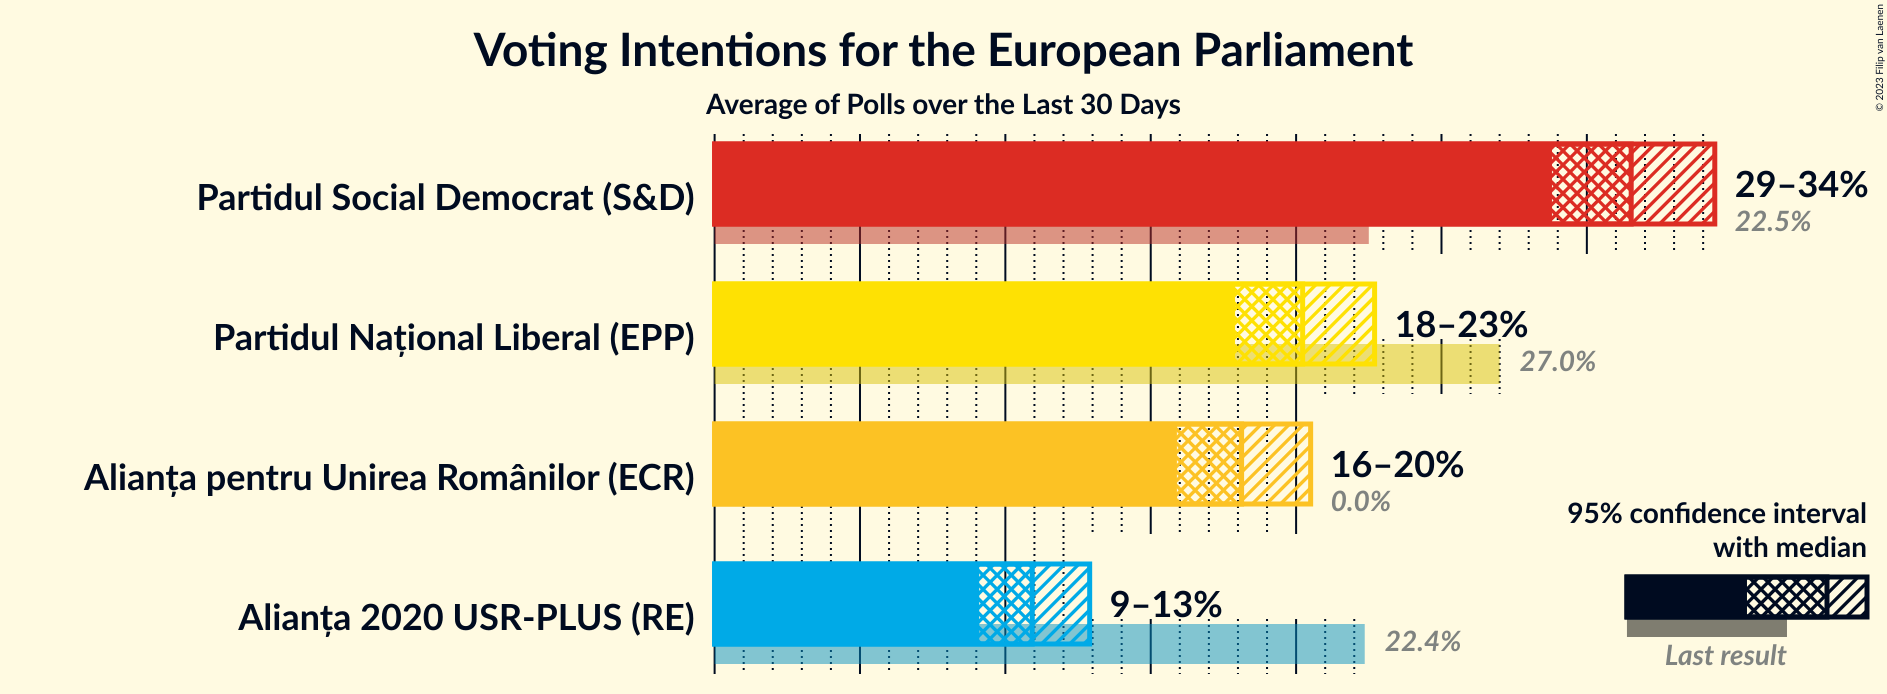 Voting Intentions for the European Parliament
Average of Polls over the Last 30 Days
© 2023 Filip van Laenen
Partidul Social Democrat (S&D)
29–34%
22.5%
Partidul Național Liberal (EPP)
18–23%
27.0%
Alianța pentru Unirea Românilor (ECR)
16–20%
0.0%
Alianța 2020 USR-PLUS (RE)
9–13%
22.4%
95% confidence interval
with median
Last result